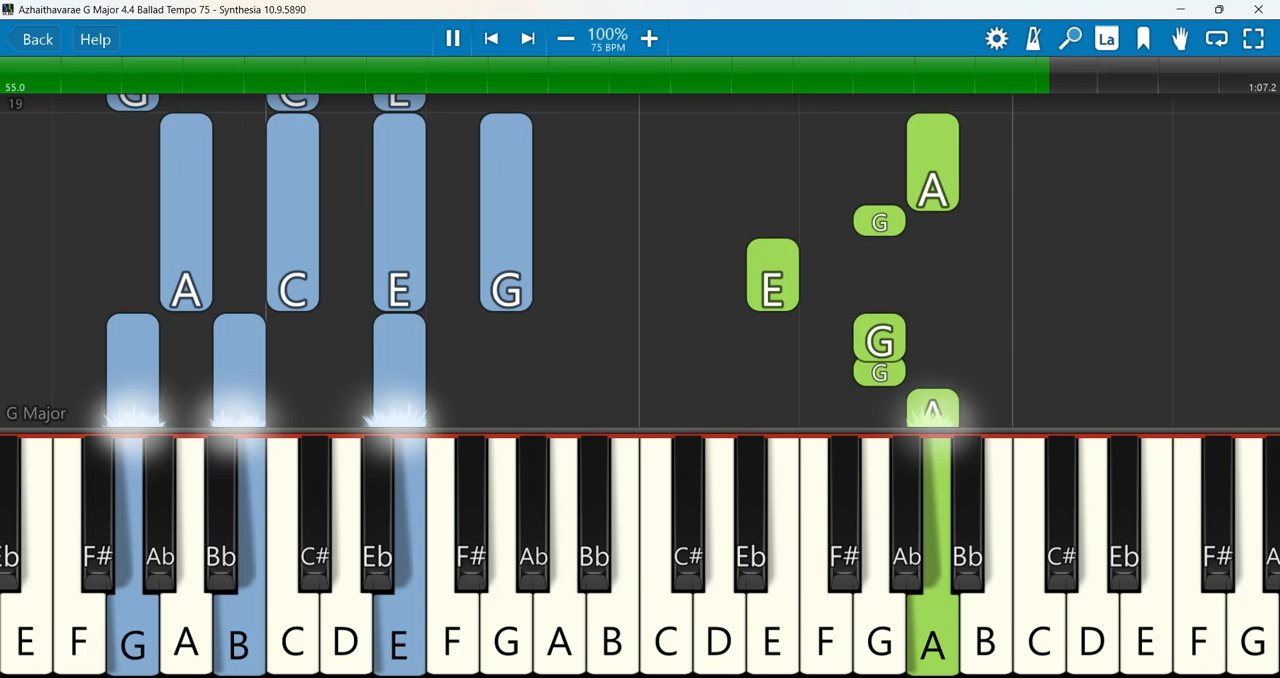 Azhaithavarae G Major 4.4 Ballad Tempo 75 - Synthesia 10.9.5890
Back Help 100% La
75 BPM
55.0 1:07.2
19 G C E
A
G
A C E G E
G
G
G Major A
Eb F# Ab Bb C# Eb F# Ab Bb C# Eb F# Ab Bb C# Eb F# A
E F G A B C D E F G A B C D E F G A B C D E F G